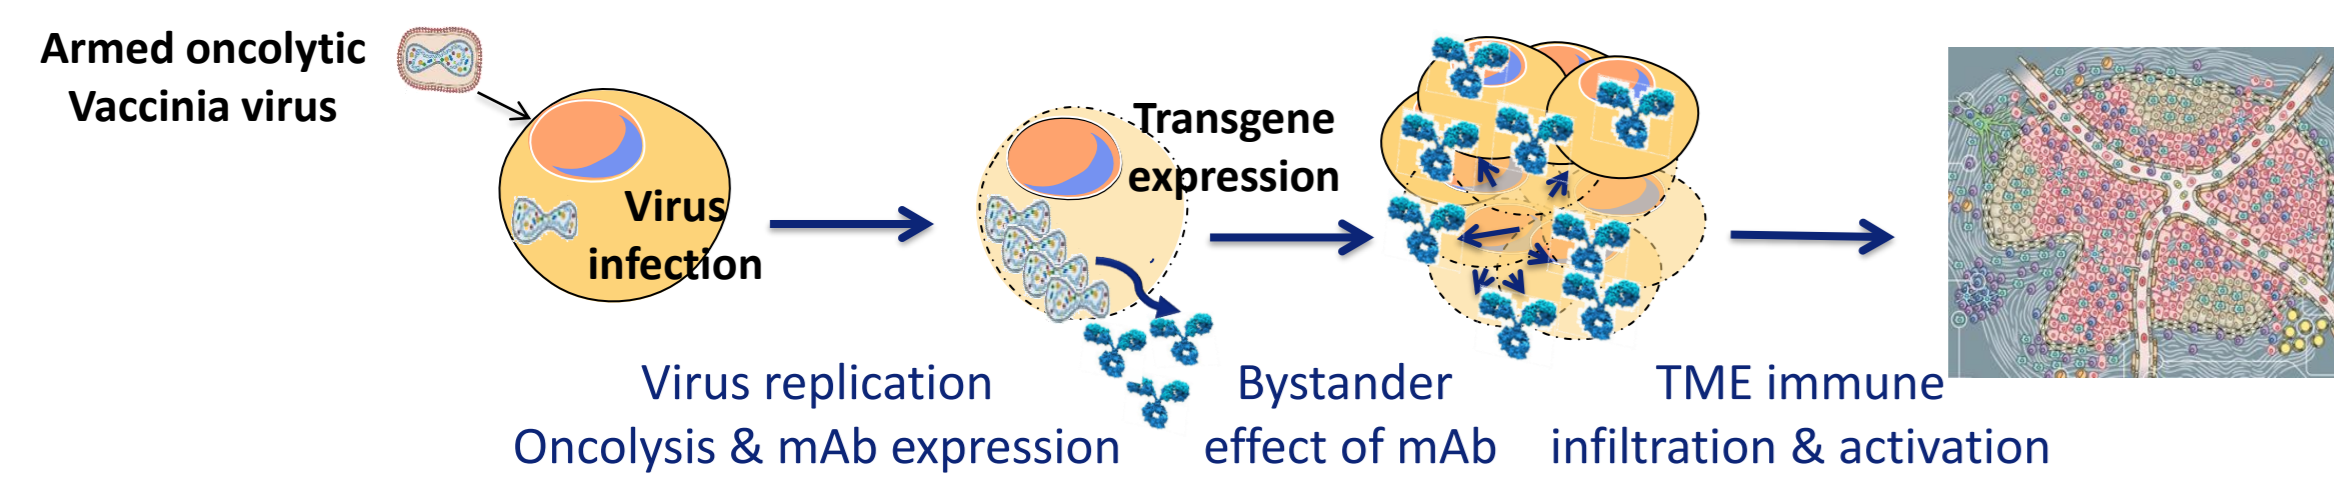 Armed oncolytic
Vaccinia virus
Virus
infection
Transgene
expression
Virus replication
Oncolysis & mAb expression
Bystander
effect of mAb
TME immune
infiltration & activation